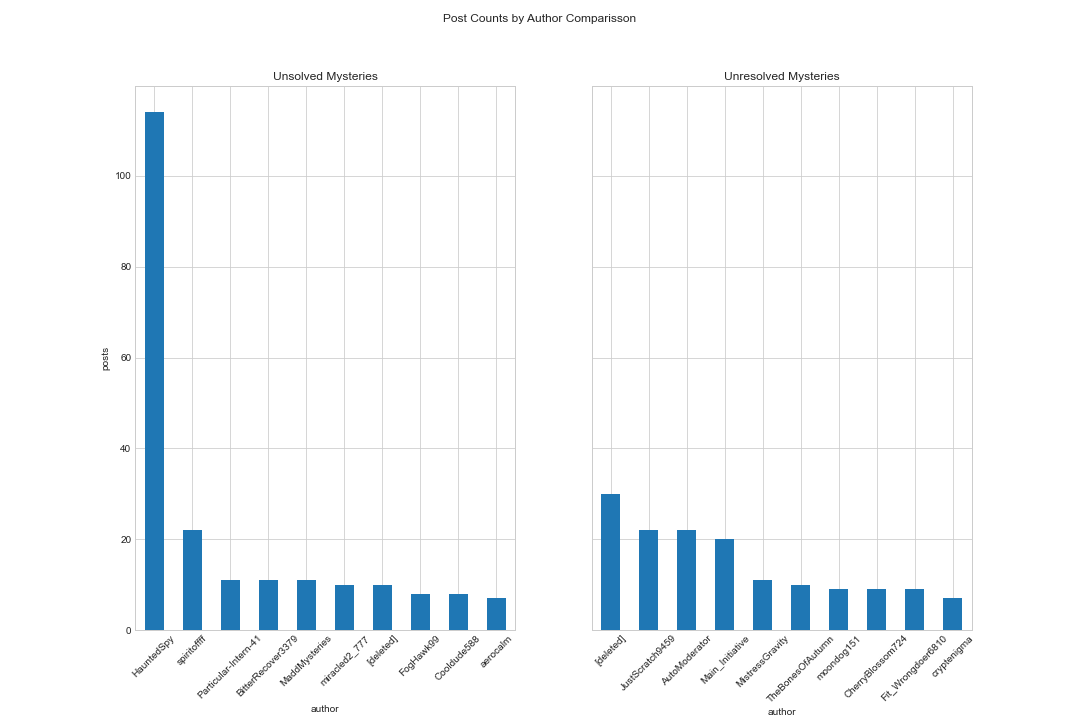 Post Counts by Author Comparisson
Unsolved Mysteries
posts
100
80
60
40
20
0
HauntedSpy
spiritoffff
Particular-Intern-41
BitterRecover3379
MaddMysteries
miracled2_777
[deleted]
FogHawk99
Cooldude588
aerocalm
author
Unresolved Mysteries
[deleted]
JustScratch9459
AutoModerator
Main_Initiative
MistressGravity
TheBonesOfAutumn
moondog151
CherryBlossom724
Fit_Wrongdoer6810
cryptenigma
author